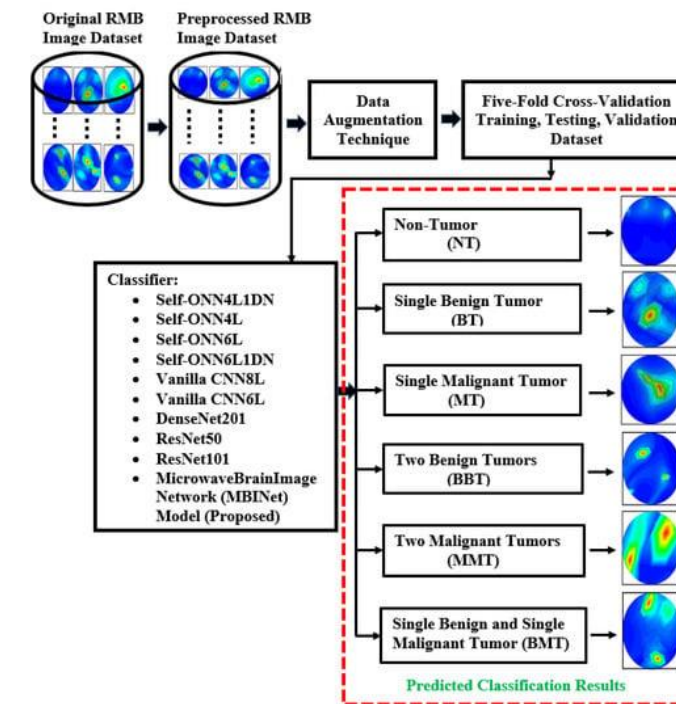 Original RMB
Image Dataset
Preprocessed RMB
Image Dataset
Data
Augmentation
Technique
Five-Fold Cross-Validation
Training, Testing, Validation
Dataset
Classifier:
• Self-ONN4L1DN
• Self-ONN4L
• Self-ONN6L
• Self-ONN6L1DN
• Vanilla CNN8L
• Vanilla CNN6L
• DenseNet201
• ResNet50
• ResNet101
• MicrowaveBrainImage
Network (MBINet)
Model (Proposed)
Non-Tumor
(NT)
Single Benign Tumor
(BT)
Single Malignant Tumor
(MT)
Two Benign Tumors
(BBT)
Two Malignant Tumors
(MMT)
Single Benign and Single
Malignant Tumor (BMT)
Predicted Classification Results